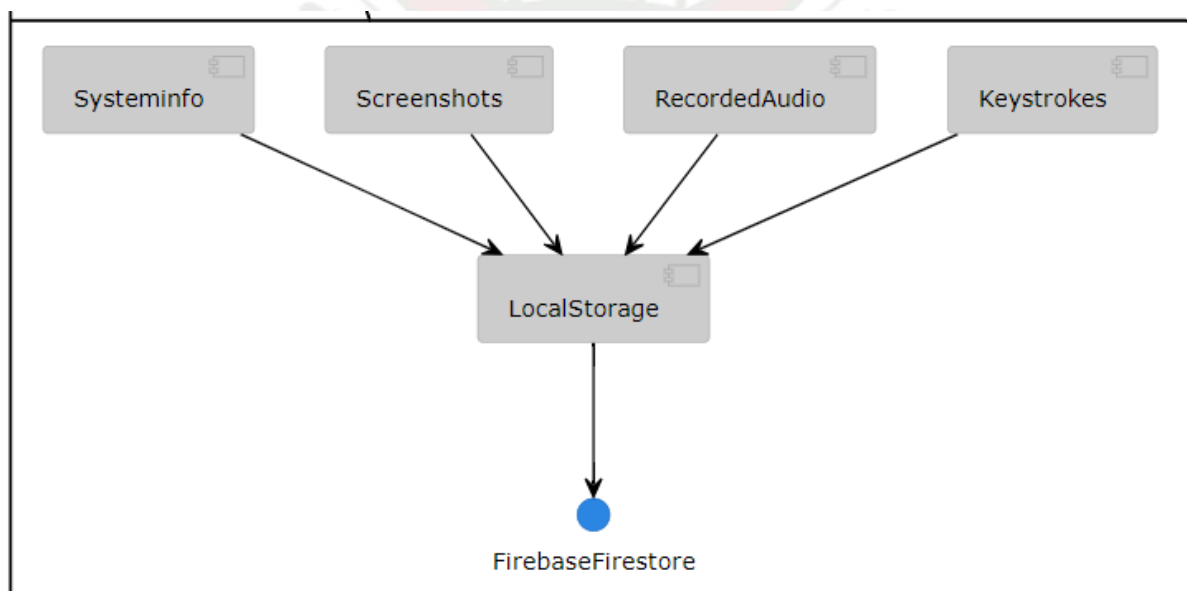 Systeminfo
Screenshots
RecordedAudio
Keystrokes
LocalStorage
FirebaseFirestore